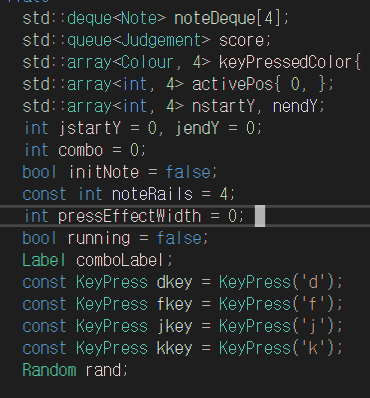 std::deque<Note> noteDeque[4];
std::queue<Judgement> score;
std::array<Colour, 4> keyPressedColor{
std::array<int, 4> activePos{ 0, };
std::array<int, 4> nstartY, nendY;
int jstartY = 0, jendY = 0;
int combo = 0;
bool initNote = false;
const int noteRails = 4;
int pressEffectWidth = 0;
bool running = false;
Label comboLabel;
const KeyPress dkey = KeyPress('d');
const KeyPress fkey = KeyPress('f');
const KeyPress jkey = KeyPress('j');
const KeyPress kkey = KeyPress('k');
Random rand;